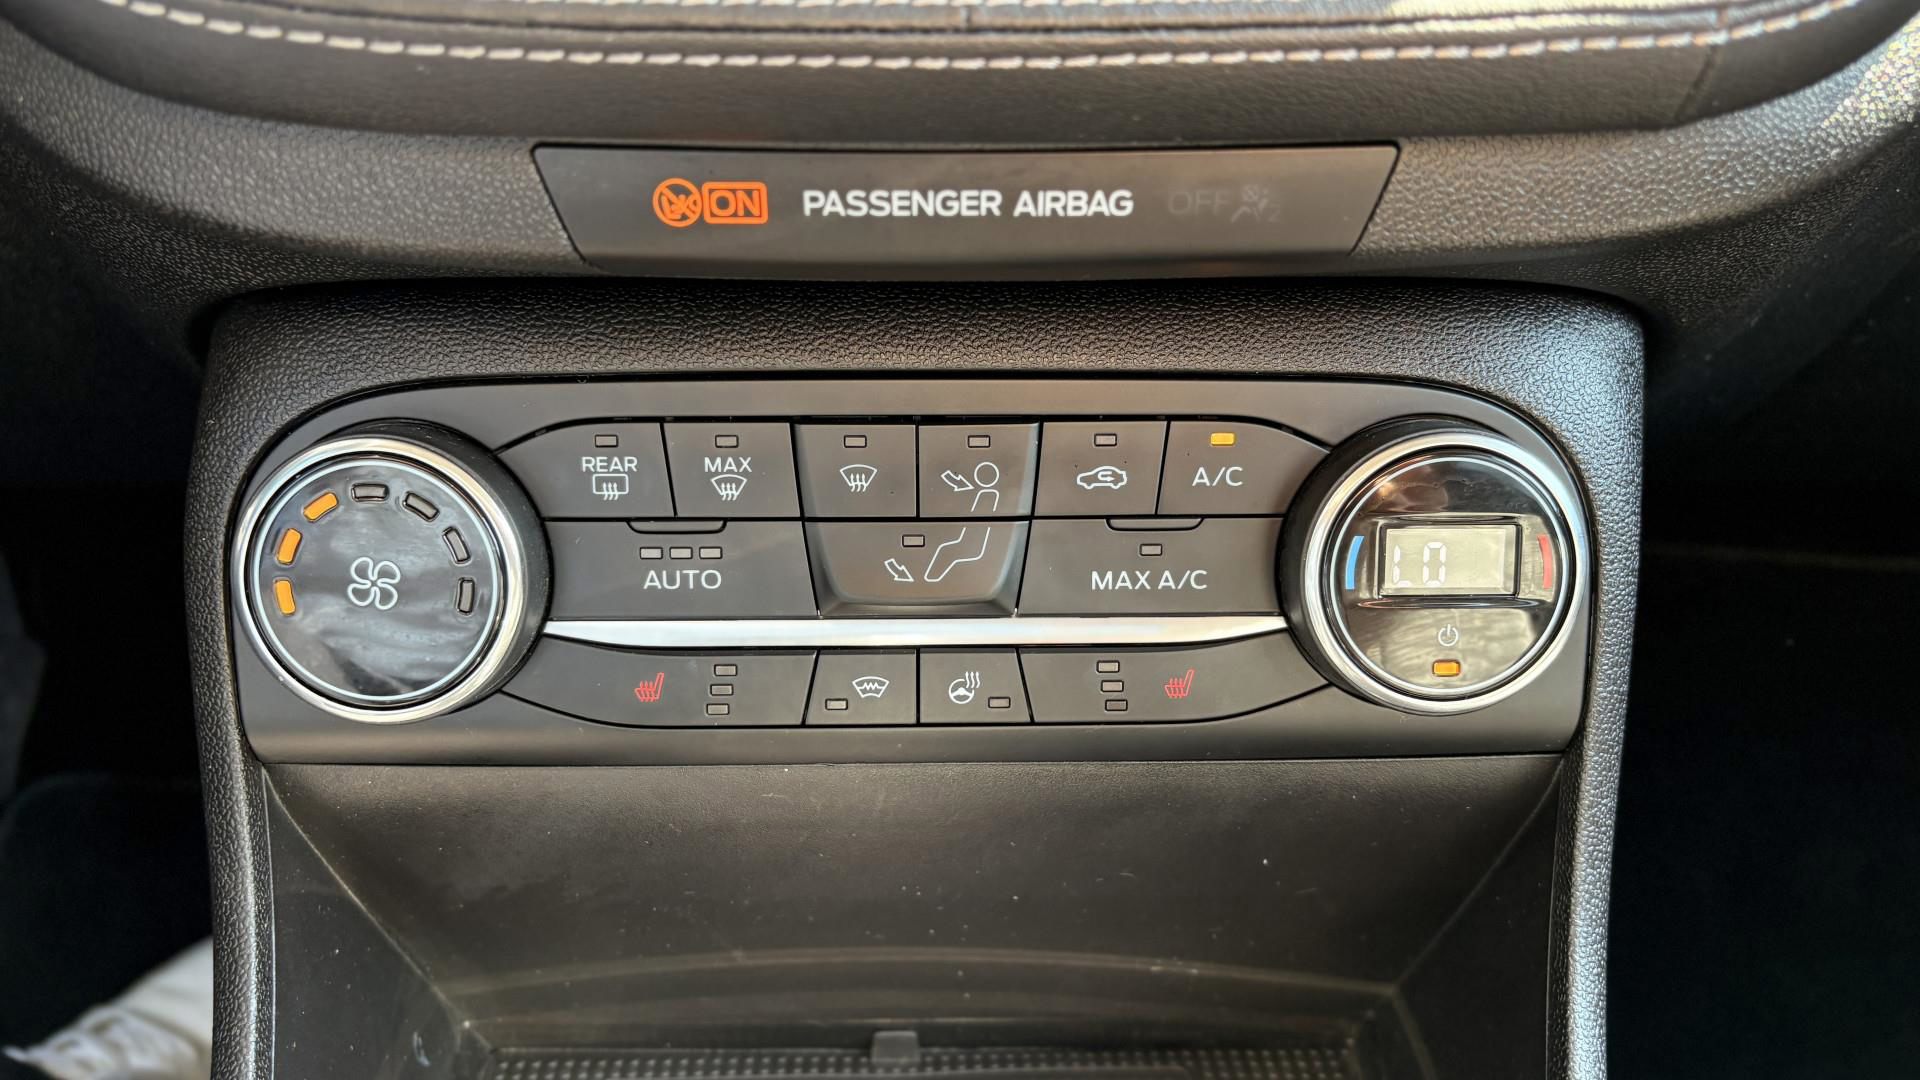 ON PASSENGER AIRBAG OFF
REAR
MAX
A/C
AUTO
MAX A/C
LO